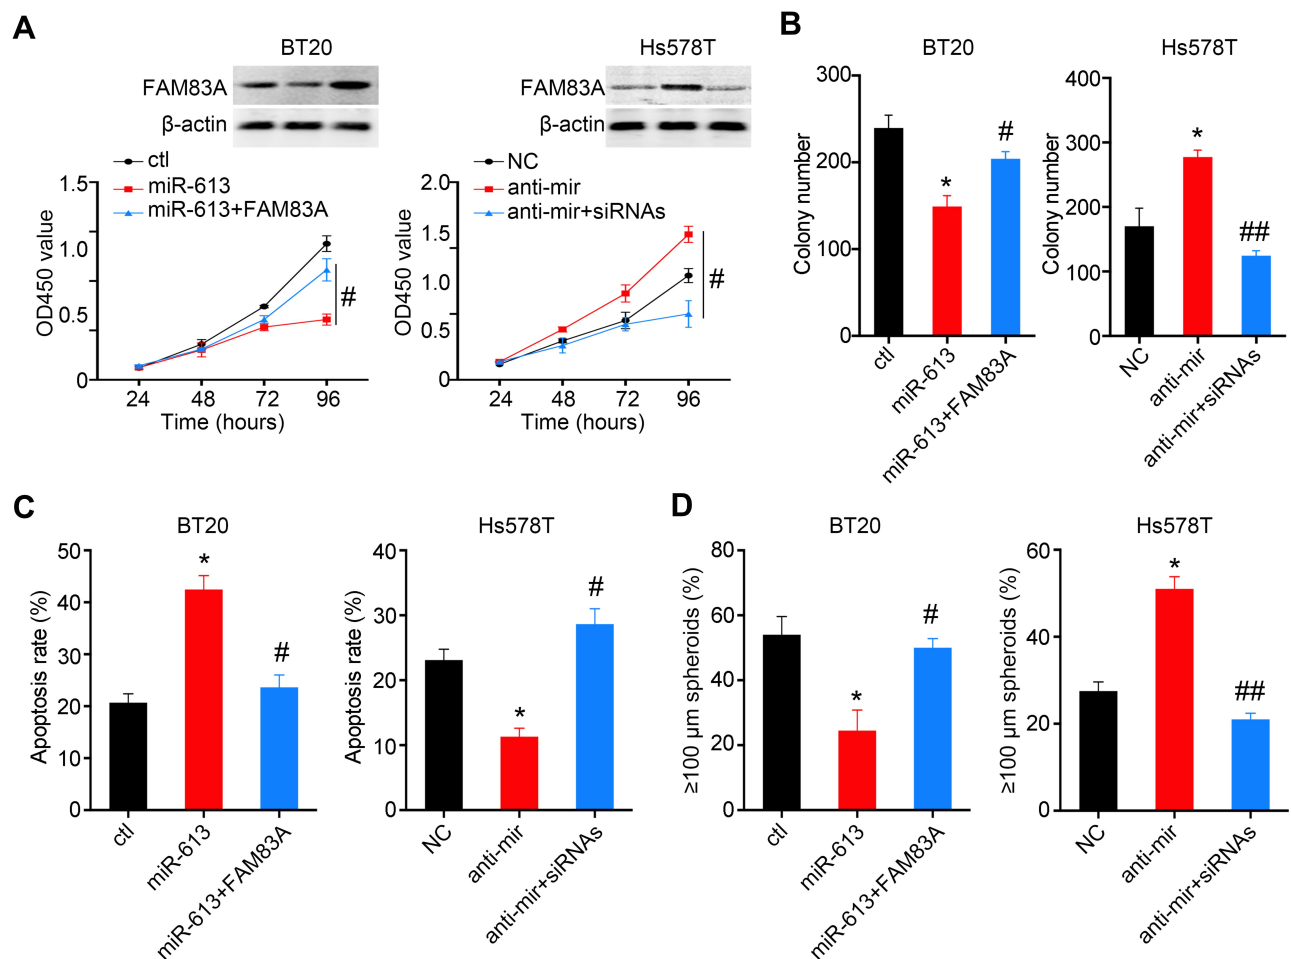 A
BT20
FAM83A
β-actin
ctl
miR-613
miR-613+FAM83A
1.5
1.0
0.5
0
OD450 value
#
24 48 72 96
Time (hours)
Hs578T
FAM83A
β-actin
NC
anti-mir
anti-mir+siRNAs
2.0
1.5
1.0
0.5
0
OD450 value
#
24 48 72 96
Time (hours)
B
BT20
300
200
100
0
Colony number
*
#
ctl
miR-613
miR-613+FAM83A
Hs578T
400
300
200
100
0
Colony number
*
##
NC
anti-mir
anti-mir+siRNAs
C
BT20
50
40
30
20
10
0
Apoptosis rate (%)
*
#
ctl
miR-613
miR-613+FAM83A
Hs578T
40
30
20
10
0
Apoptosis rate (%)
*
#
NC
anti-mir
anti-mir+siRNAs
D
BT20
80
60
40
20
0
≥100 µm spheroids (%)
*
#
ctl
miR-613
miR-613+FAM83A
Hs578T
60
40
20
0
≥100 µm spheroids (%)
*
##
NC
anti-mir
anti-mir+siRNAs